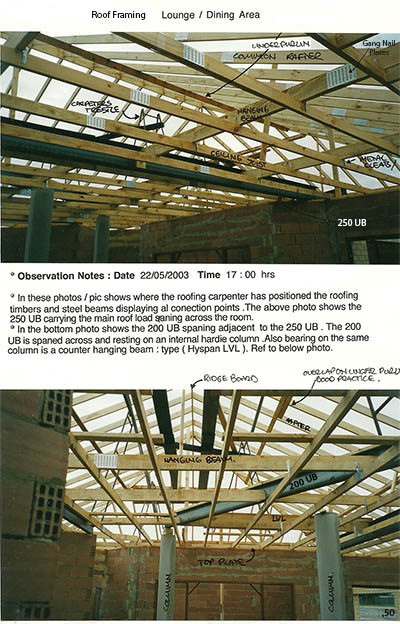 Roof Framing Lounge / Dining Area
UNDERPURLIN
COMMON RAFTER
Gang Nail
Plates
CARPETERS
TRESTLE
HANGING
BEAM
CEILING JOIST
250 UB
° Observation Notes : Date 22/05/2003 Time 17 : 00 hrs
° In these photos / pic shows where the roofing carpenter has positioned the roofing
timbers and steel beams displaying al conection points .The above photo shows the
250 UB carrying the main roof load saning across the room.
° In the bottom photo shows the 200 UB spaning adjacent to the 250 UB . The 200
UB is spaned across and resting on an internal hardie column .Also bearing on the same
column is a counter hanging beam : type ( Hyspan LVL ). Ref to below photo.
RIDGE BOARD
OVERLAP ON UNDER PURLIN
GOOD PRACTICE.
HANGING BEAM.
200 UB
LVL
TOP PLATE
COLUMN
COLUMN
50